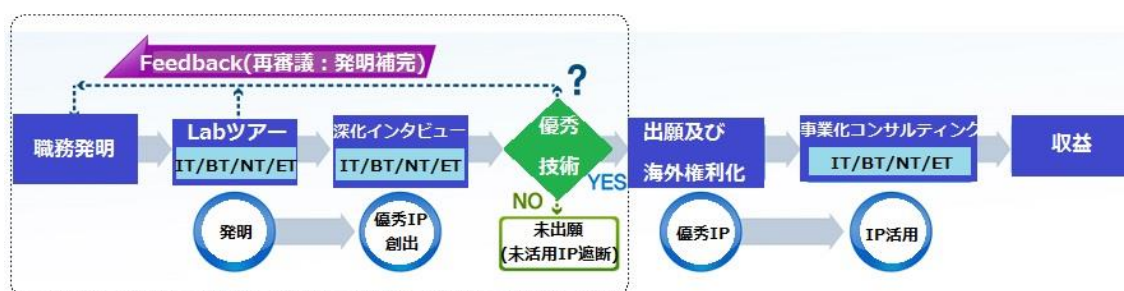 Feedback(再審議：発明補完)
?
職務発明
Labツアー
IT/BT/NT/ET
深化インタビュー
IT/BT/NT/ET
優秀
技術
YES
NO
出願及び
海外権利化
事業化コンサルティング
IT/BT/NT/ET
収益
発明
優秀IP
創出
未出願
(未活用IP遮断)
優秀IP
IP活用